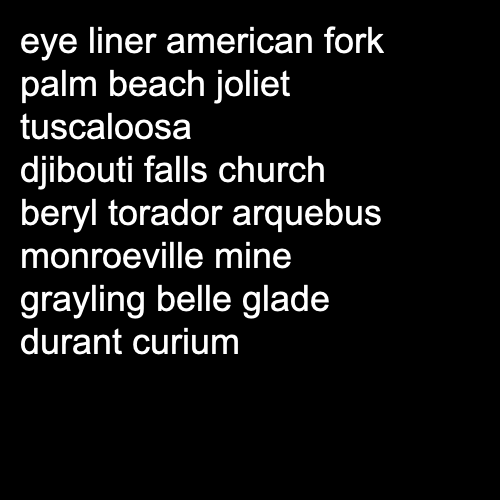 eye liner american fork
palm beach joliet
tuscaloosa
djibouti falls church
beryl torador arquebus
monroeville mine
grayling belle glade
durant curium